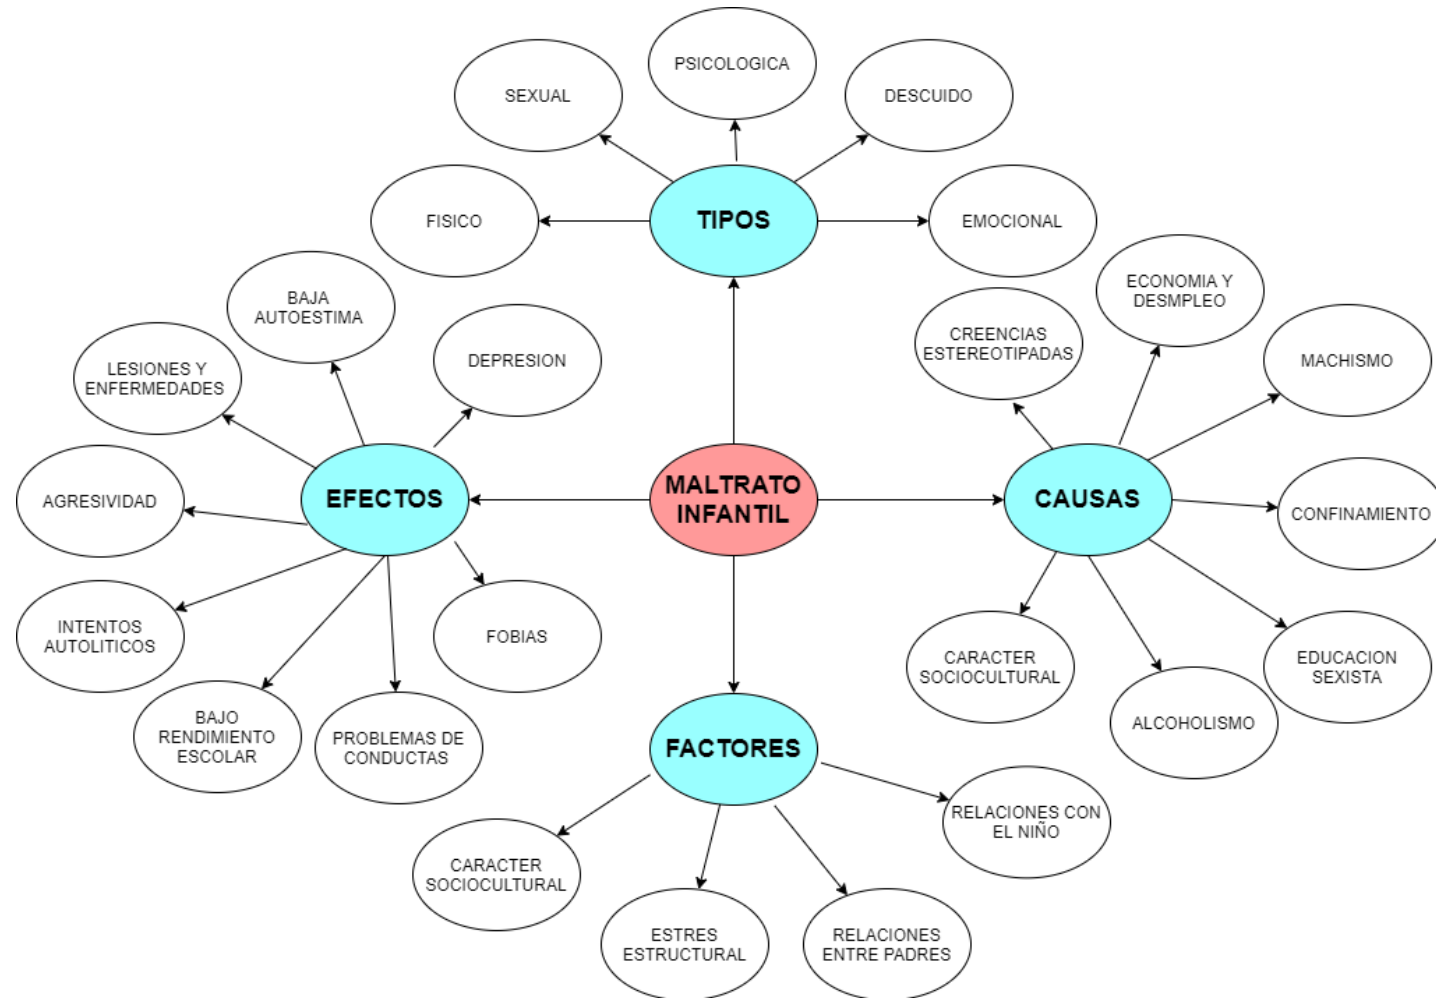 PSICOLOGICA
SEXUAL
DESCUIDO
FISICO
TIPOS
EMOCIONAL
BAJA
AUTOESTIMA
ECONOMIA Y
DESMPLEO
CREENCIAS
ESTEREOTIPADAS
LESIONES Y
ENFERMEDADES
DEPRESION
MACHISMO
AGRESIVIDAD
EFECTOS
MALTRATO
INFANTIL
CAUSAS
CONFINAMIENTO
INTENTOS
AUTOLITICOS
FOBIAS
CARACTER
SOCIOCULTURAL
EDUCACION
SEXISTA
BAJO
RENDIMIENTO
ESCOLAR
PROBLEMAS DE
CONDUCTAS
FACTORES
ALCOHOLISMO
RELACIONES CON
EL NIÑO
CARACTER
SOCIOCULTURAL
ESTRES
ESTRUCTURAL
RELACIONES
ENTRE PADRES